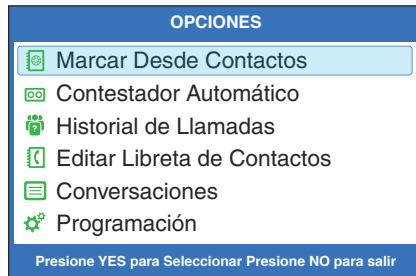 OPCIONES
Marcar Desde Contactos
Contestador Automático
Historial de Llamadas
Editar Libreta de Contactos
Conversaciones
Programación
Presione YES para Seleccionar Presione NO para salir